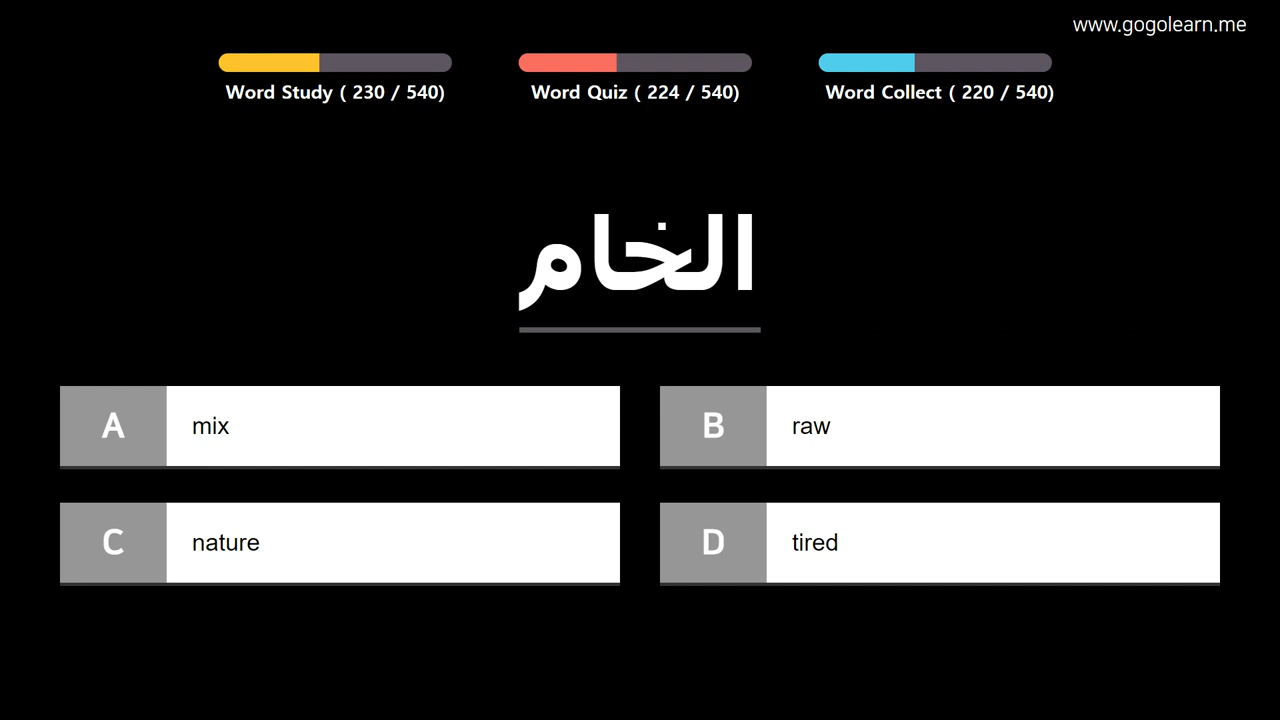 www.gogolearn.me
Word Study ( 230 / 540)
Word Quiz ( 224 / 540)
Word Collect ( 220 / 540)
الخام
A mix
B raw
C nature
D tired